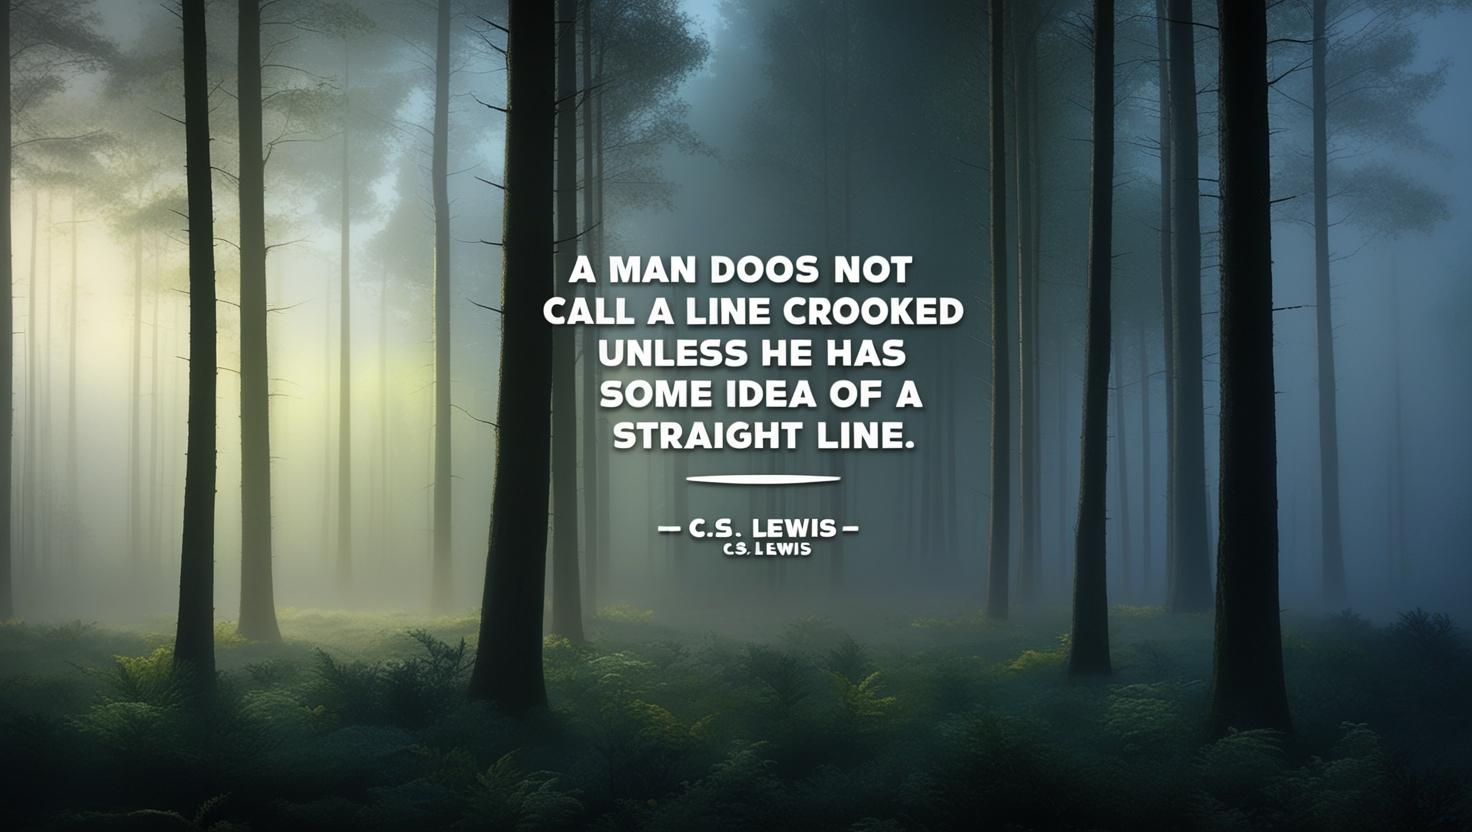 A MAN DOOS NOT
CALL A LINE CROOKED
UNLESS HE HAS
SOME IDEA OF A
STRAIGHT LINE.
— C.S. LEWIS –
C.S. LEWIS